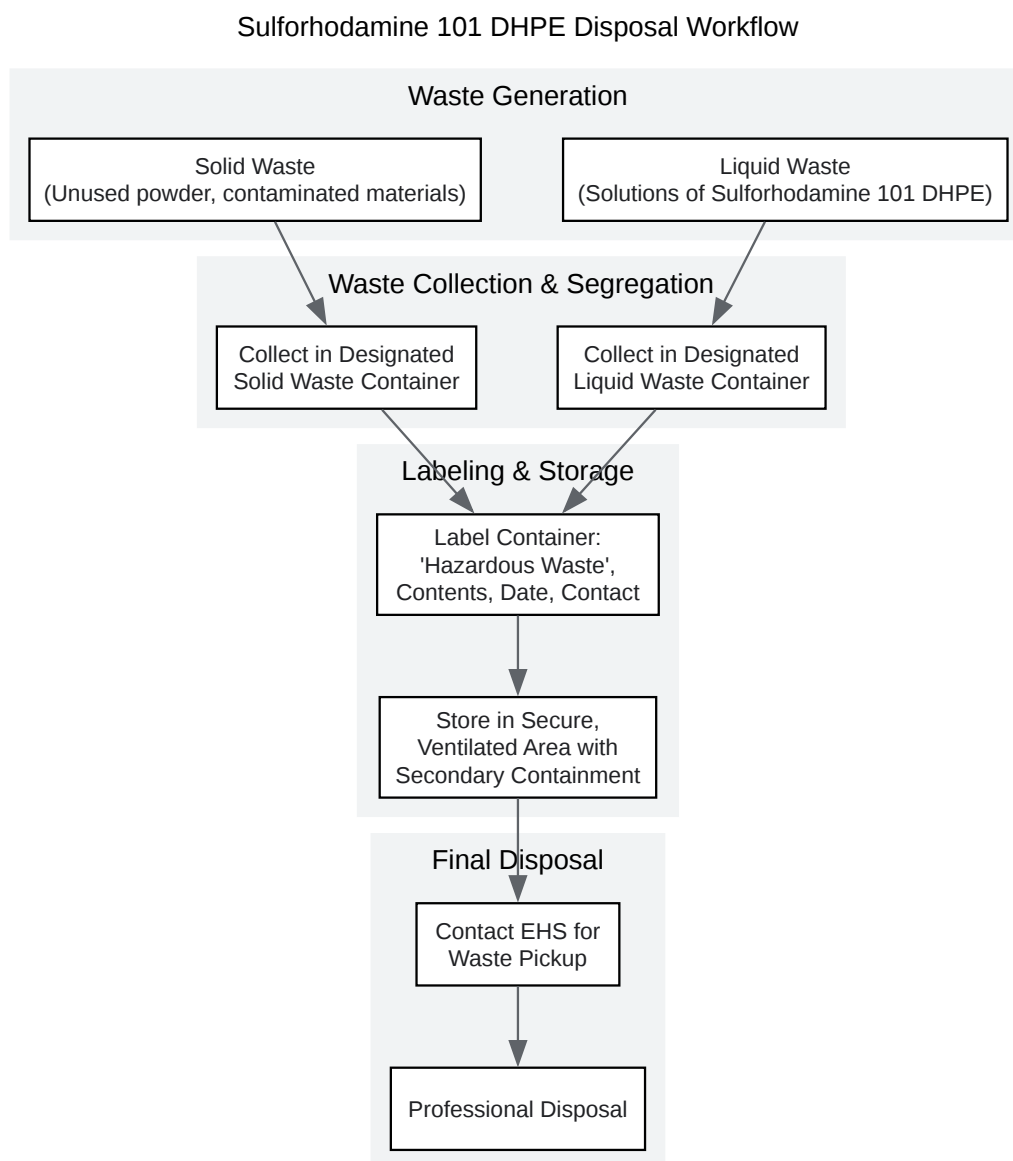 Sulforhodamine 101 DHPE Disposal Workflow
Waste Generation
Solid Waste
(Unused powder, contaminated materials)
Liquid Waste
(Solutions of Sulforhodamine 101 DHPE)
Waste Collection & Segregation
Collect in Designated
Solid Waste Container
Collect in Designated
Liquid Waste Container
Labeling & Storage
Label Container:
'Hazardous Waste',
Contents, Date, Contact
Store in Secure,
Ventilated Area with
Secondary Containment
Final Disposal
Contact EHS for
Waste Pickup
Professional Disposal